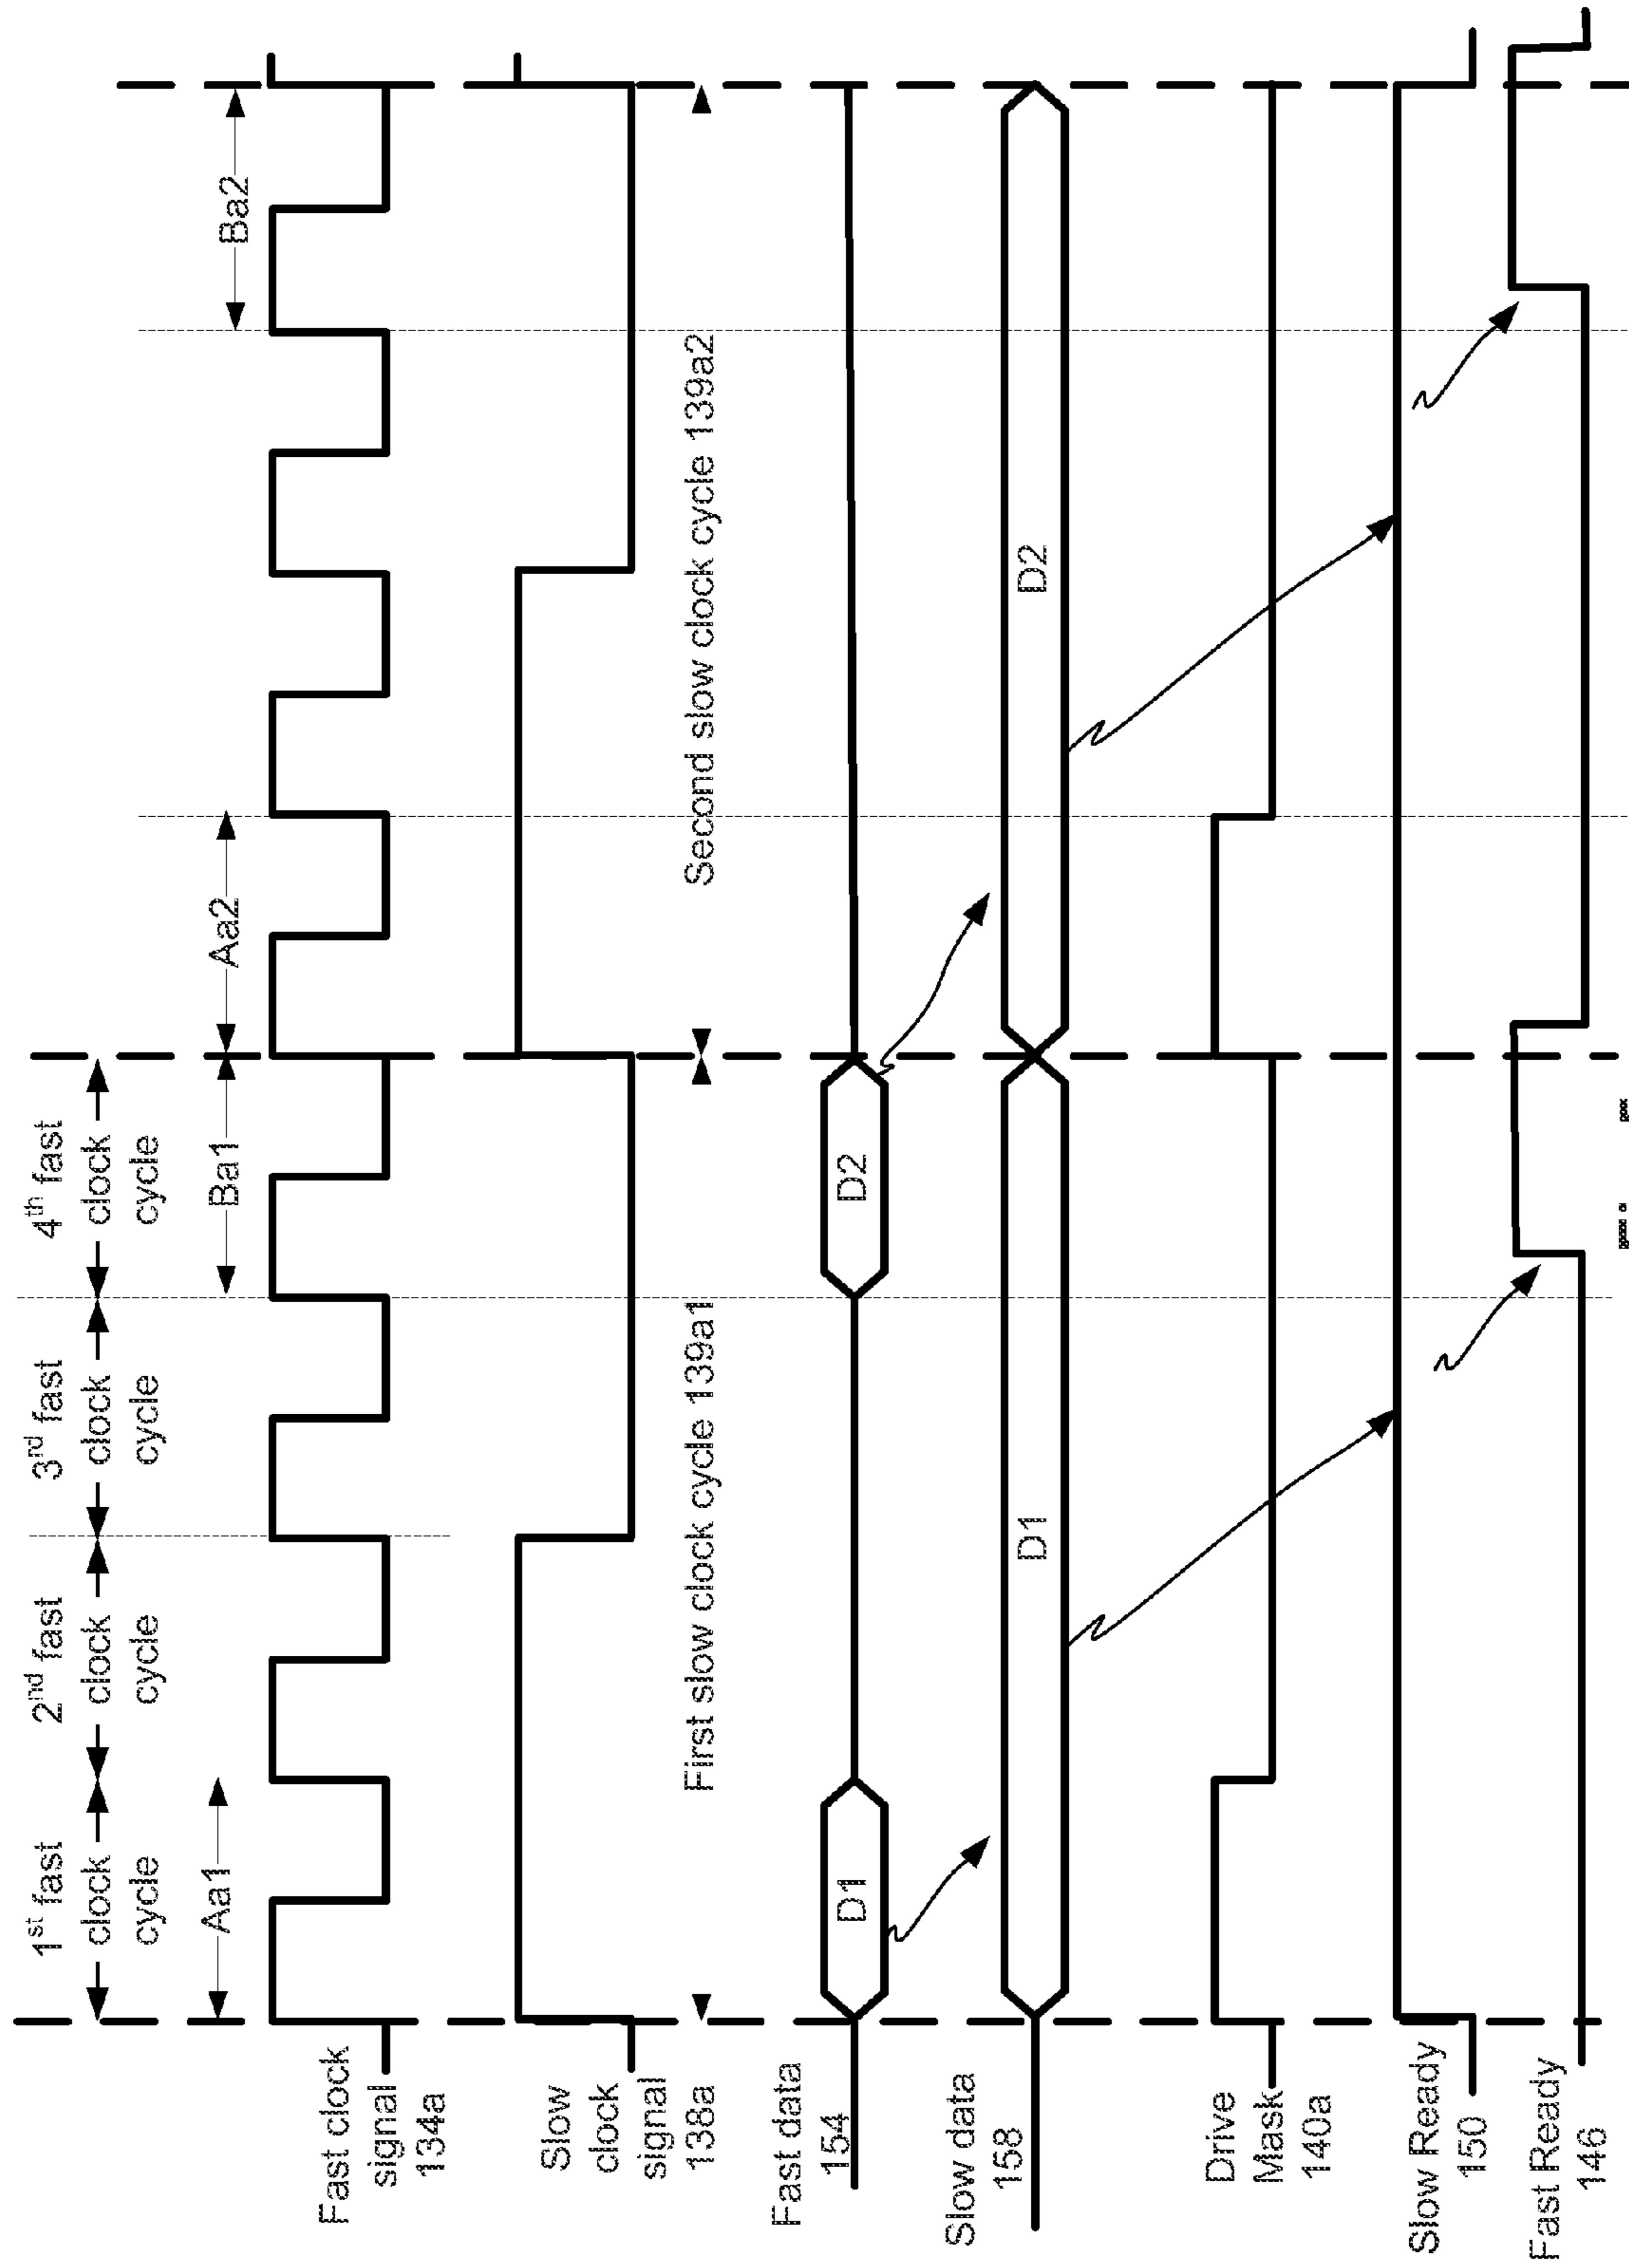 1st fast
clock
cycle
2nd fast
clock
cycle
3rd fast
clock
cycle
4th fast
clock
cycle
Aa1
Ba1
Aa2
Ba2
Fast clock
signal
134a
Slow
clock
signal
138a
First slow clock cycle 139a1
Second slow clock cycle 139a2
Fast data
154
D1
D2
Slow data
158
D1
D2
Drive
Mask
140a
Slow Ready
150
Fast Ready
146